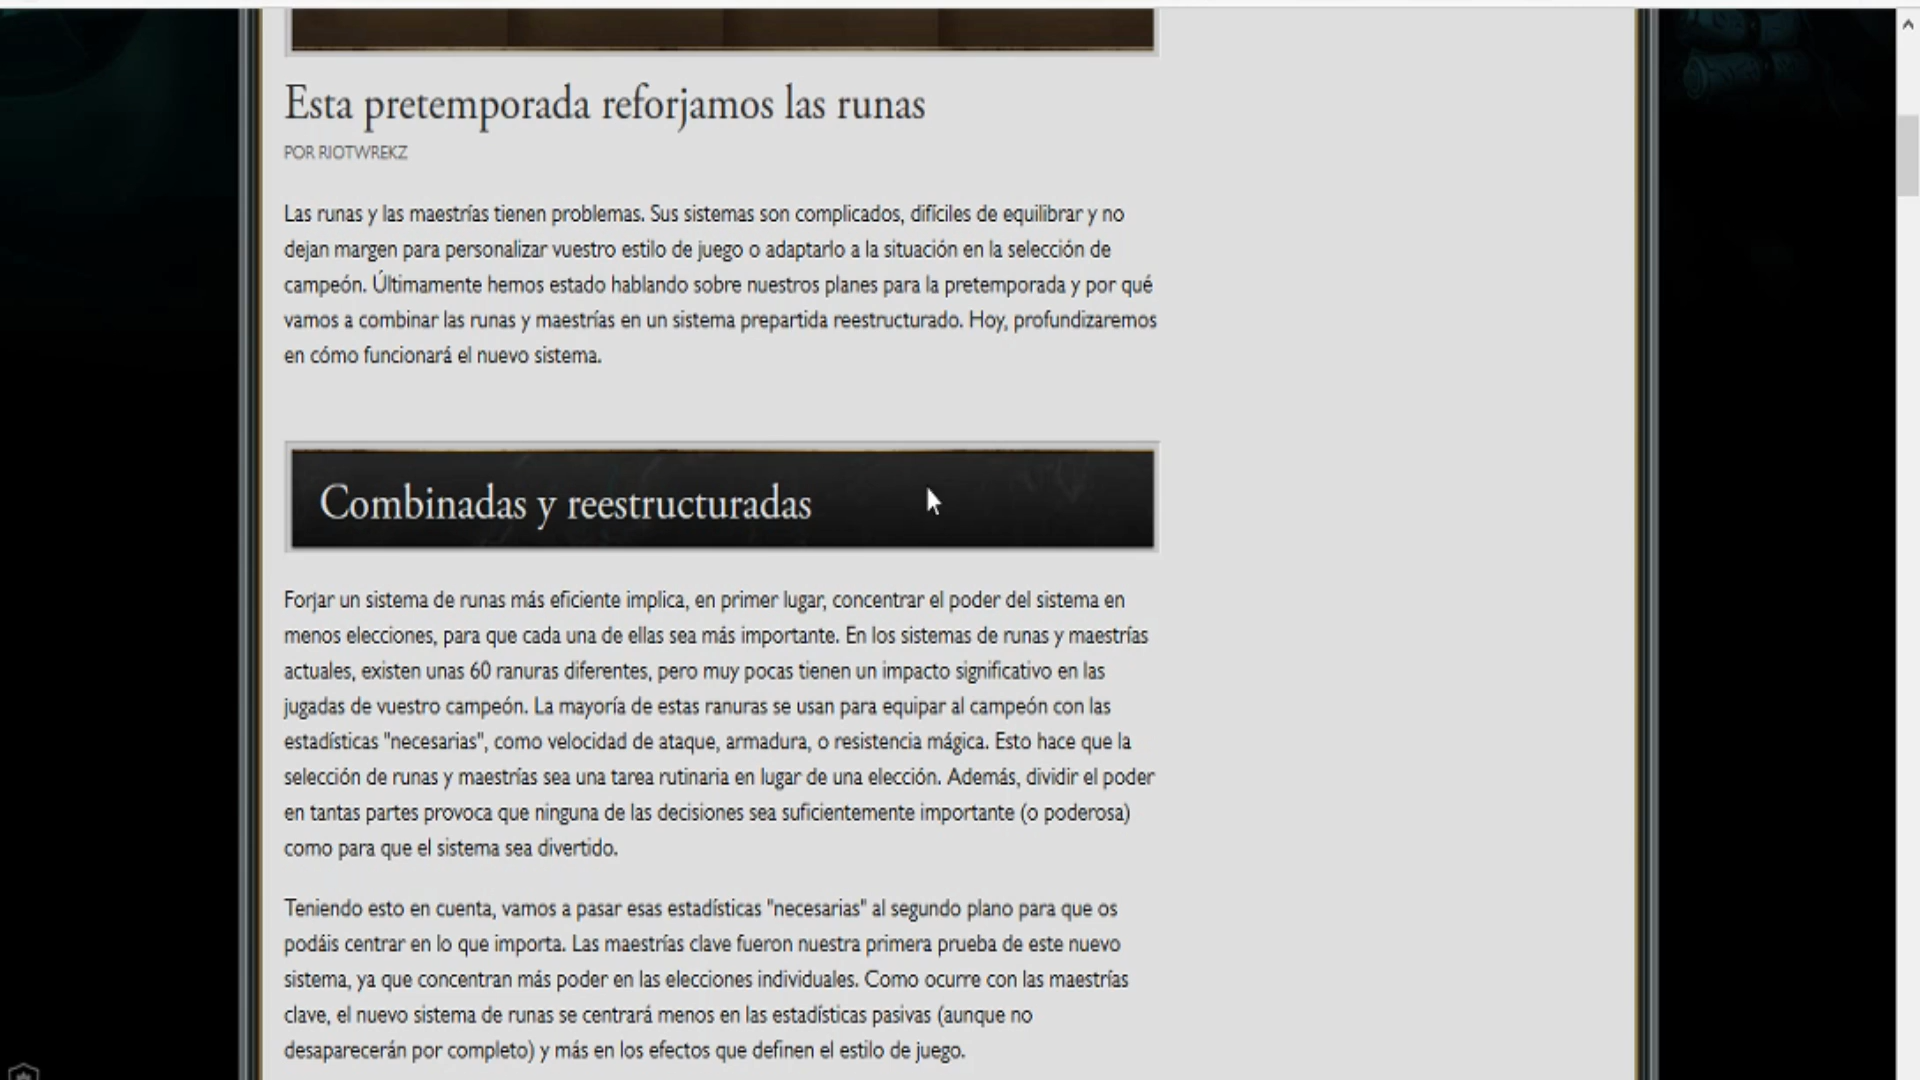 Esta pretemporada reforjamos las runas
POR RIOTWREKZ
Las runas y las maestrías tienen problemas. Sus sistemas son complicados, difíciles de equilibrar y no
dejan margen para personalizar vuestro estilo de juego o adaptarlo a la situación en la selección de
campeón. Últimamente hemos estado hablando sobre nuestros planes para la pretemporada y por qué
vamos a combinar las runas y maestrías en un sistema prepartida reestructurado. Hoy, profundizaremos
en cómo funcionará el nuevo sistema.
Combinadas y reestructuradas
Forjar un sistema de runas más eficiente implica, en primer lugar, concentrar el poder del sistema en
menos elecciones, para que cada una de ellas sea más importante. En los sistemas de runas y maestrías
actuales, existen unas 60 ranuras diferentes, pero muy pocas tienen un impacto significativo en las
jugadas de vuestro campeón. La mayoría de estas ranuras se usan para equipar al campeón con las
estadísticas "necesarias", como velocidad de ataque, armadura, o resistencia mágica. Esto hace que la
selección de runas y maestrías sea una tarea rutinaria en lugar de una elección. Además, dividir el poder
en tantas partes provoca que ninguna de las decisiones sea suficientemente importante (o poderosa)
como para que el sistema sea divertido.
Teniendo esto en cuenta, vamos a pasar esas estadísticas "necesarias" al segundo plano para que os
podáis centrar en lo que importa. Las maestrías clave fueron nuestra primera prueba de este nuevo
sistema, ya que concentran más poder en las elecciones individuales. Como ocurre con las maestrías
clave, el nuevo sistema de runas se centrará menos en las estadísticas pasivas (aunque no
desaparecerán por completo) y más en los efectos que definen el estilo de juego.